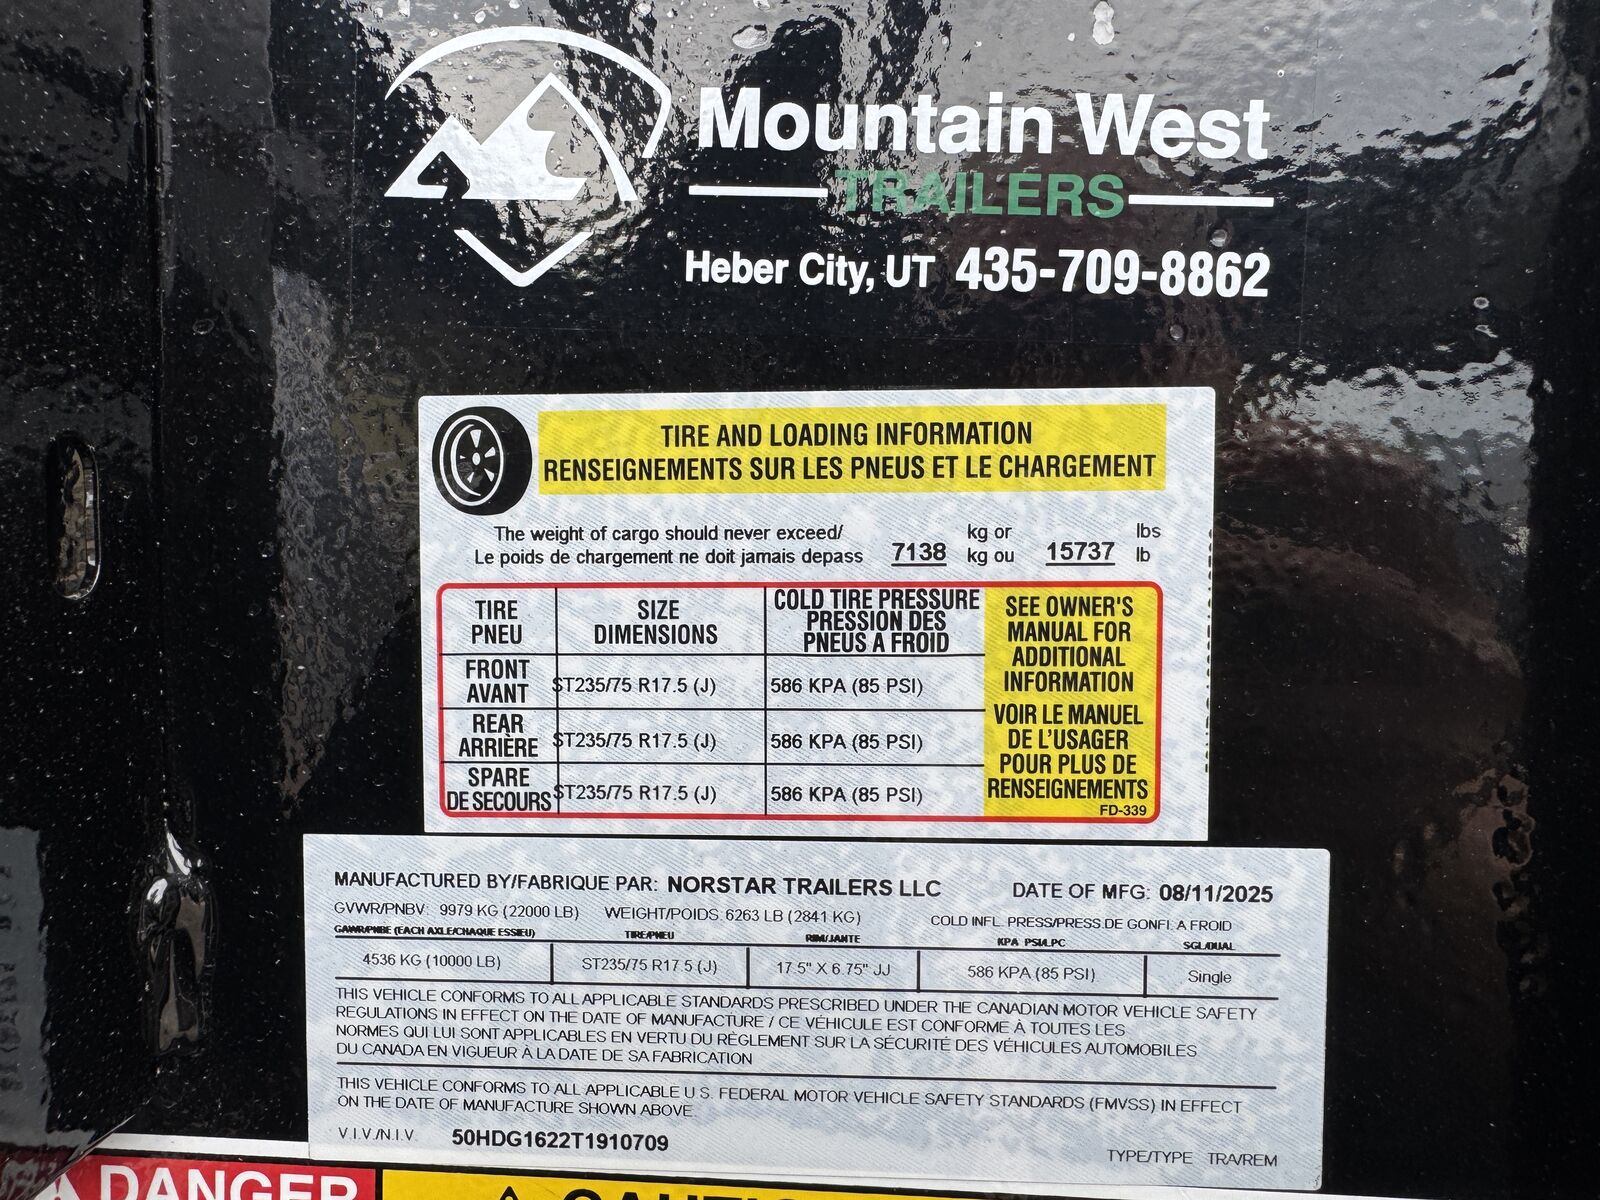 Mountain West
TRAILERS
Heber City, UT 435-709-8862
TIRE AND LOADING INFORMATION
RENSEIGNEMENTS SUR LES PNEUS ET LE CHARGEMENT
The weight of cargo should never exceed/ kg or lbs
Le poids de chargement ne doit jamais depass 7138 kg ou 15737 lb
TIRE
PNEU
SIZE
DIMENSIONS
COLD TIRE PRESSURE
PRESSION DES
PNEUS A FROID
FRONT
AVANT
ST235/75 R17.5 (J)
586 KPA (85 PSI)
REAR
ARRIÈRE
ST235/75 R17.5 (J)
586 KPA (85 PSI)
SPARE
DE SECOURS
ST235/75 R17.5 (J)
586 KPA (85 PSI)
SEE OWNER'S
MANUAL FOR
ADDITIONAL
INFORMATION
VOIR LE MANUEL
DE L'USAGER
POUR PLUS DE
RENSEIGNEMENTS
FD-339
MANUFACTURED BY/FABRIQUE PAR: NORSTAR TRAILERS LLC DATE OF MFG: 08/11/2025
GVWR/PNBV: 9979 KG (22000 LB) WEIGHT/POIDS: 6263 LB (2841 KG) COLD INFL. PRESS/PRESS DE GONFL A FROID
GAWR/PNBE (EACH AXLE/CHAQUE ESSIEU) TIRE/PNEU RIM/JANTE KPA PSI/LPC SGL/DUAL
4536 KG (10000 LB) ST235/75 R17.5 (J) 17.5" X 6.75" JJ 586 KPA (85 PSI) Single
THIS VEHICLE CONFORMS TO ALL APPLICABLE STANDARDS PRESCRIBED UNDER THE CANADIAN MOTOR VEHICLE SAFETY
REGULATIONS IN EFFECT ON THE DATE OF MANUFACTURE / CE VÉHICULE EST CONFORME À TOUTES LES
NORMES QUI LUI SONT APPLICABLES EN VERTU DU RÈGLEMENT SUR LA SÉCURITÉ DES VÉHICULES AUTOMOBILES
DU CANADA EN VIGUEUR À LA DATE DE SA FABRICATION
THIS VEHICLE CONFORMS TO ALL APPLICABLE U.S. FEDERAL MOTOR VEHICLE SAFETY STANDARDS (FMVSS) IN EFFECT
ON THE DATE OF MANUFACTURE SHOWN ABOVE
V.I.V./N.I.V. 50HDG1622T1910709
TYPE/TYPE TRA/REM
DANGER
CAUTION